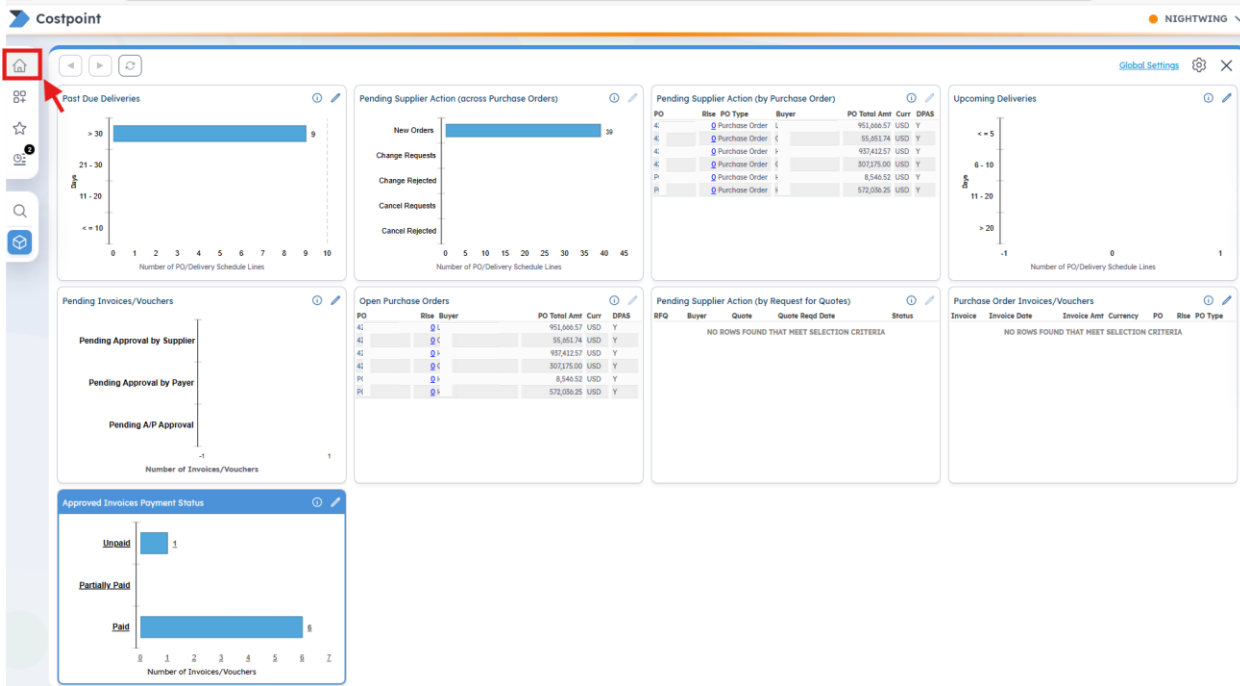 Costpoint
NIGHTWING
Global Settings
2
Past Due Deliveries
> 30
21 - 30
11 - 20
<= 10
Days
9
0 1 2 3 4 5 6 7 8 9 10
Number of PO/Delivery Schedule Lines
Pending Supplier Action (across Purchase Orders)
New Orders
39
Change Requests
Change Rejected
Cancel Requests
Cancel Rejected
0 5 10 15 20 25 30 35 40 45
Number of PO/Delivery Schedule Lines
Pending Supplier Action (by Purchase Order)
PO Rlse PO Type Buyer PO Total Amt Curr DPAS
0 Purchase Order 951,666.57 USD Y
0 Purchase Order 55,651.74 USD Y
0 Purchase Order 937,412.57 USD Y
0 Purchase Order 307,175.00 USD Y
0 Purchase Order 8,546.52 USD Y
0 Purchase Order 572,036.25 USD Y
Upcoming Deliveries
<= 5
6 - 10
11 - 20
> 20
Days
-1 0 1
Number of PO/Delivery Schedule Lines
Pending Invoices/Vouchers
Pending Approval by Supplier
Pending Approval by Payer
Pending A/P Approval
-1 1
Number of Invoices/Vouchers
Open Purchase Orders
PO Rlse Buyer PO Total Amt Curr DPAS
42 0 951,666.57 USD Y
42 0 55,651.74 USD Y
42 0 937,412.57 USD Y
42 0 307,175.00 USD Y
0 8,546.52 USD Y
0 572,036.25 USD Y
Pending Supplier Action (by Request for Quotes)
RFQ Buyer Quote Quote Reqd Date Status
NO ROWS FOUND THAT MEET SELECTION CRITERIA
Purchase Order Invoices/Vouchers
Invoice Invoice Date Invoice Amt Currency PO Rlse PO Type
NO ROWS FOUND THAT MEET SELECTION CRITERIA
Approved Invoices Payment Status
Unpaid
1
Partially Paid
Paid
6
0 1 2 3 4 5 6 7
Number of Invoices/Vouchers